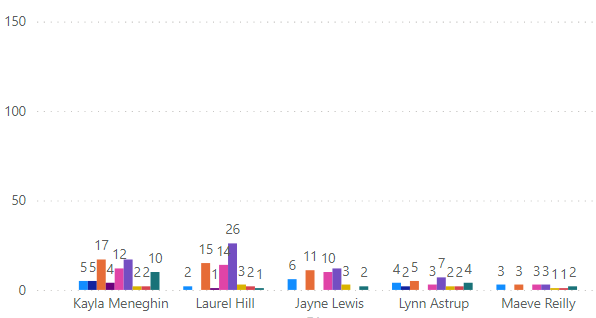 150
100
50
0
5 5 17 4 12 2 2 10
2 15 1 14 26 3 2 1
6 11 10 3 2
4 2 5 3 7 2 2 4
3 3 3 3 1 1 2
Kayla Meneghin Laurel Hill Jayne Lewis Lynn Astrup Maeve Reilly